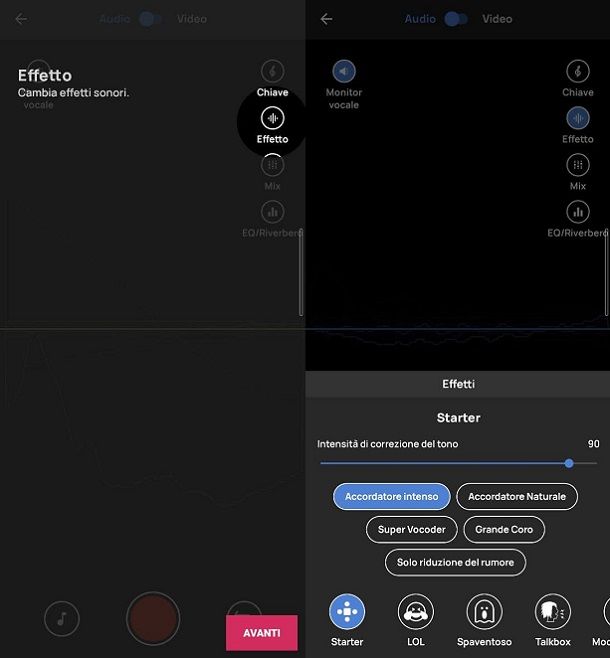 Audio Video
Effetto
Cambia effetti sonori.
vocale
Chiave
Effetto
Mix
EQ/Riverbero
AVANTI
Audio Video
Monitor
vocale
Chiave
Effetto
Mix
EQ/Riverbero
Effetti
Starter
Intensità di correzione del tono 90
Accordatore intenso Accordatore Naturale
Super Vocoder Grande Coro
Solo riduzione del rumore
Starter LOL Spaventoso Talkbox